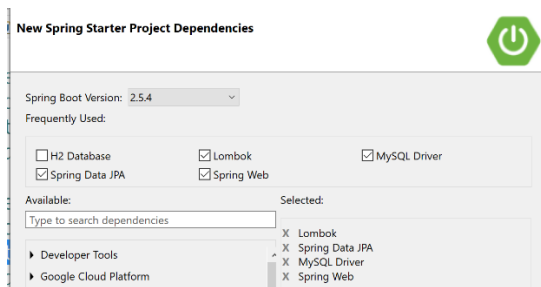 New Spring Starter Project Dependencies
Spring Boot Version: 2.5.4
Frequently Used:
H2 Database Lombok MySQL Driver
Spring Data JPA Spring Web
Available: Selected:
Type to search dependencies
X Lombok
Developer Tools X Spring Data JPA
X MySQL Driver
Google Cloud Platform X Spring Web